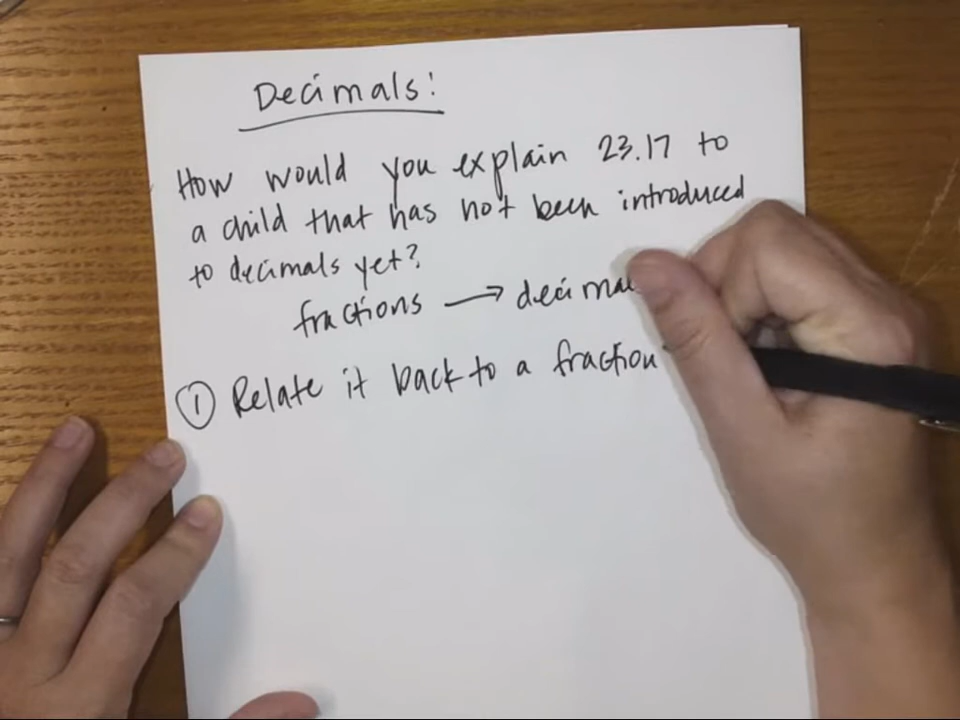 Decimals:
How would you explain 23.17 to
a child that has not been introduced
to decimals yet?
fractions → decimal
① Relate it back to a fraction